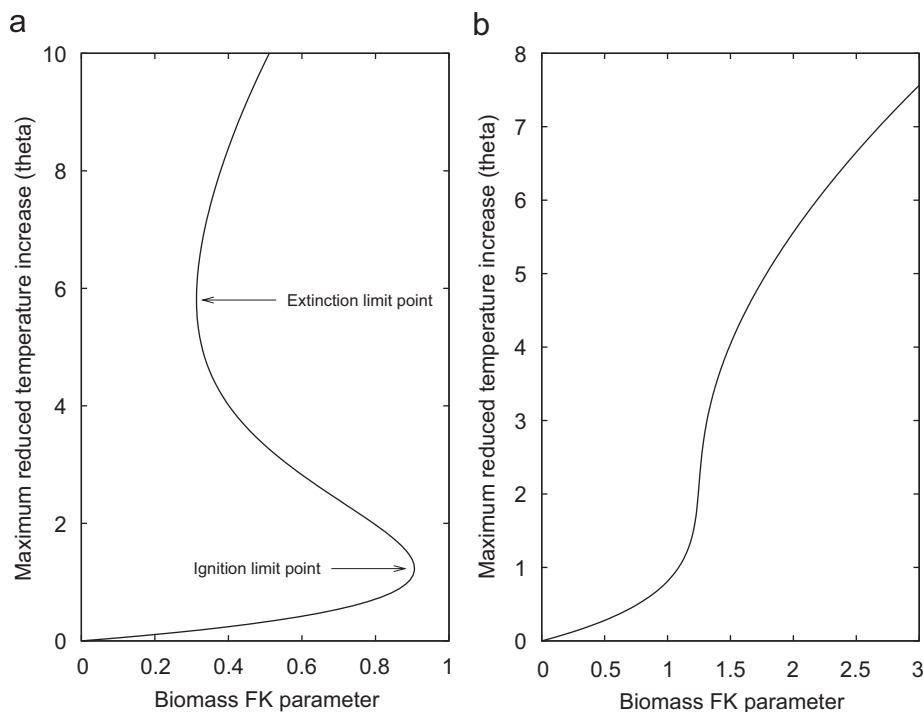 a
Maximum reduced temperature increase (theta)
10
8
6
4
2
0
Extinction limit point
Ignition limit point
0 0.2 0.4 0.6 0.8 1
Biomass FK parameter
b
Maximum reduced temperature increase (theta)
8
7
6
5
4
3
2
1
0
0 0.5 1 1.5 2 2.5 3
Biomass FK parameter